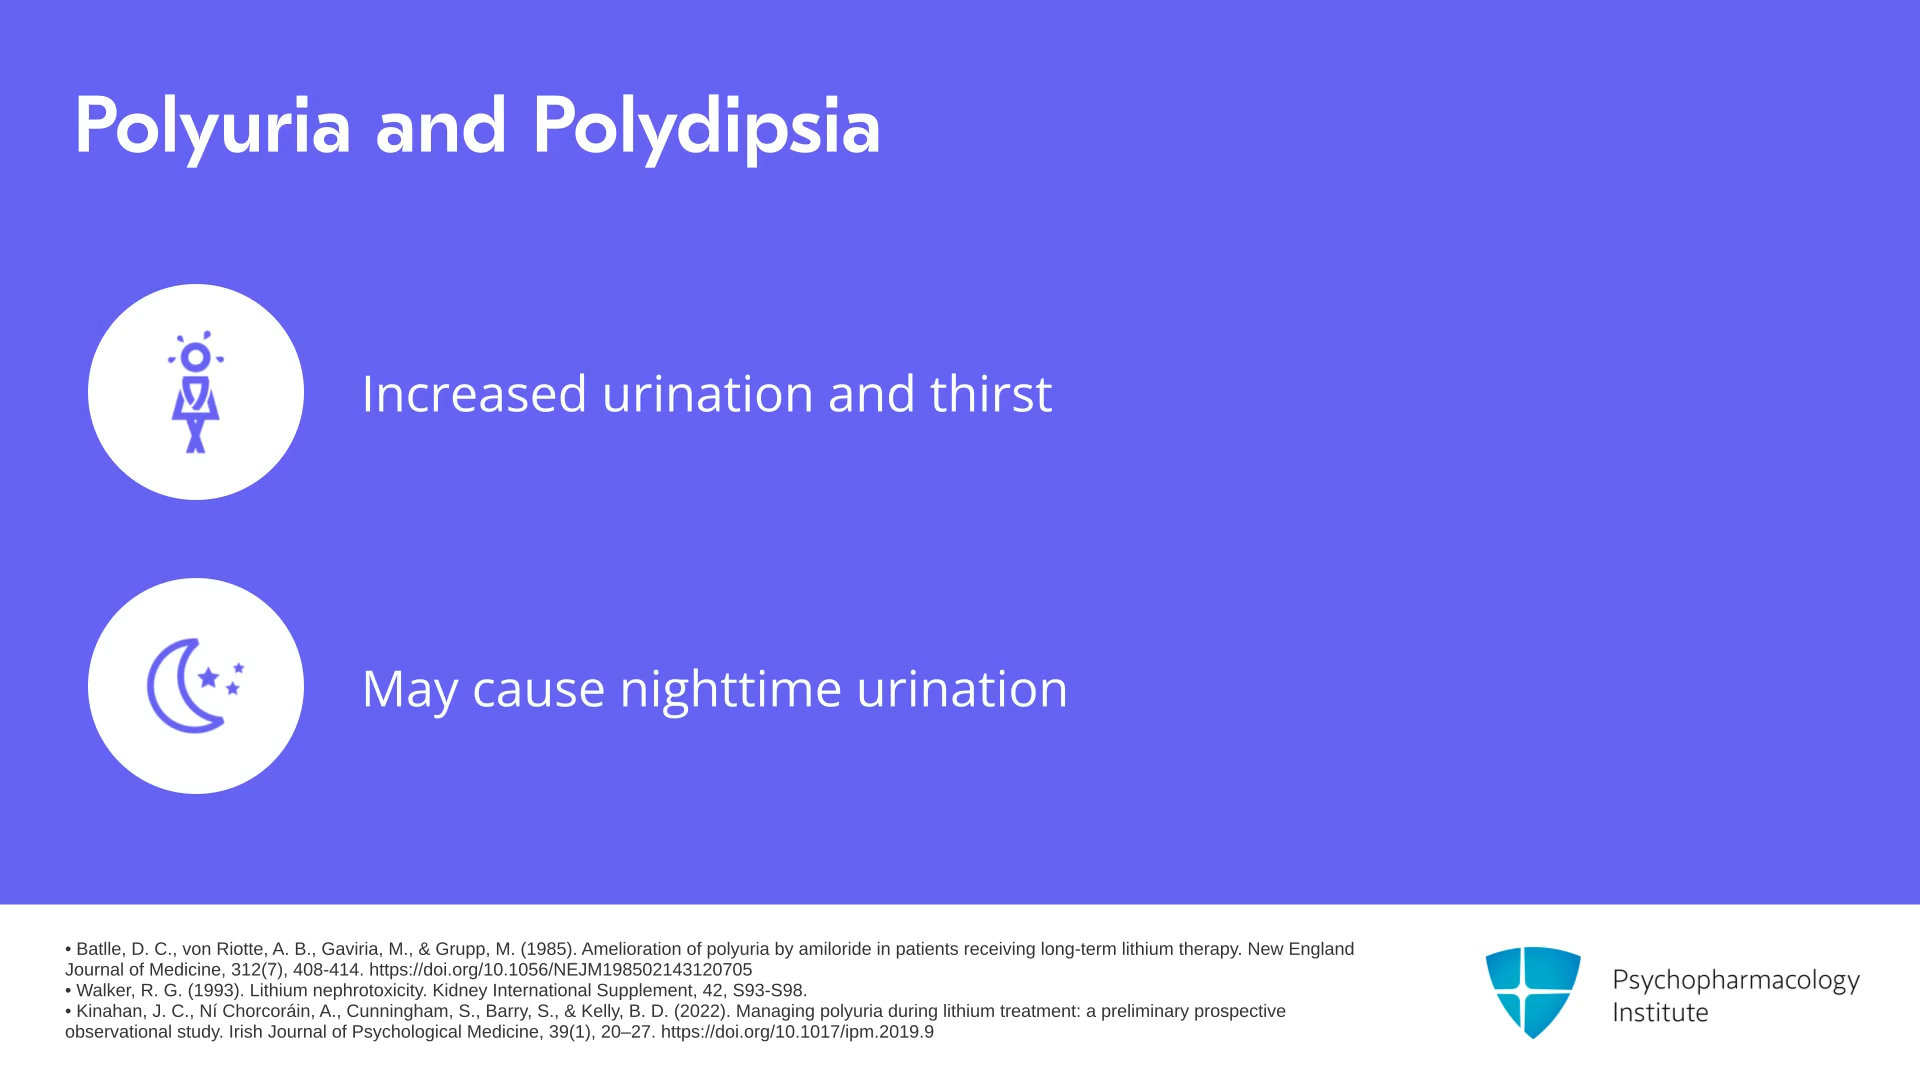 Polyuria and Polydipsia
Increased urination and thirst
May cause nighttime urination
• Batlle, D. C., von Riotte, A. B., Gaviria, M., & Grupp, M. (1985). Amelioration of polyuria by amiloride in patients receiving long-term lithium therapy. New England
Journal of Medicine, 312(7), 408-414. https://doi.org/10.1056/NEJM198502143120705
• Walker, R. G. (1993). Lithium nephrotoxicity. Kidney International Supplement, 42, S93-S98.
• Kinahan, J. C., Ní Chorcoráin, A., Cunningham, S., Barry, S., & Kelly, B. D. (2022). Managing polyuria during lithium treatment: a preliminary prospective
observational study. Irish Journal of Psychological Medicine, 39(1), 20–27. https://doi.org/10.1017/ipm.2019.9
Psychopharmacology
Institute